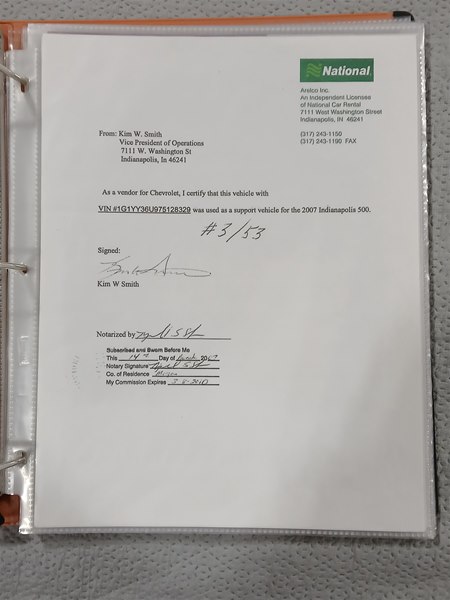 National
Arelco Inc.
An Independent Licensee
of National Car Rental
7111 West Washington Street
Indianapolis, IN 46241
(317) 243-1150
(317) 243-1190 FAX
From: Kim W. Smith
Vice President of Operations
7111 W. Washington St
Indianapolis, In 46241
As a vendor for Chevrolet, I certify that this vehicle with
VIN #1G1YY36U975128329 was used as a support vehicle for the 2007 Indianapolis 500.
#3/53
Signed:
Kim W Smith
Notarized by
Subscribed and Sworn Before Me
This 14th Day of
Notary Signature
Co. of Residence
My Commission Expires 3-8-2010